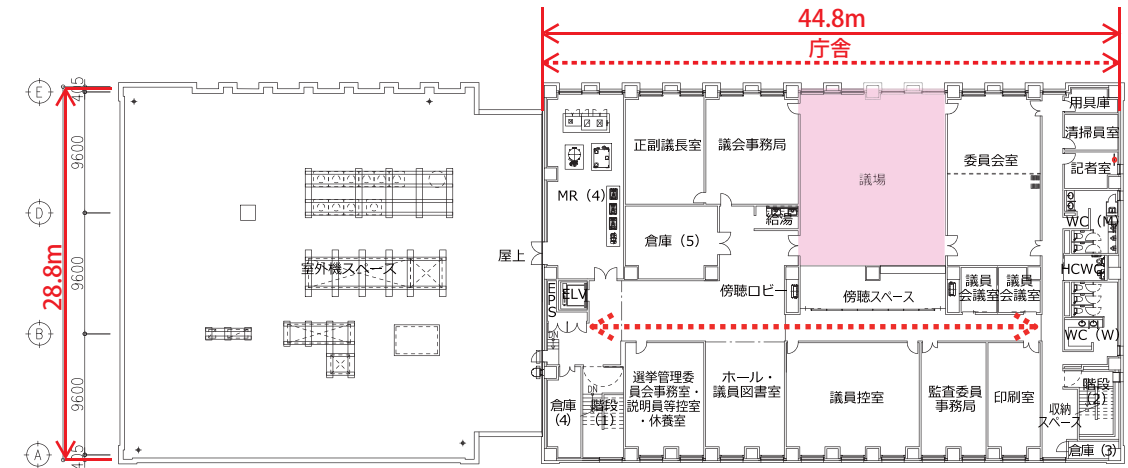 44.8m
庁舎
28.8m
E
D
B
A
405
9600
9600
9600
405
用具庫
清掃員室
記者室
正副議長室
議会事務局
委員会室
議場
MR（4）
給湯
WC（M）
倉庫（5）
屋上
室外機スペース
HCWC
ELV
EPS
傍聴ロビー
傍聴スペース
議員
会議室
議員
会議室
DN
WC（W）
選挙管理委
員会事務室・
説明員等控室
・休養室
ホール・
議員図書室
議員控室
監査委員
事務局
印刷室
倉庫
（4）
DN
階段
（1）
階段
（2）
収納
スペース
倉庫（3）